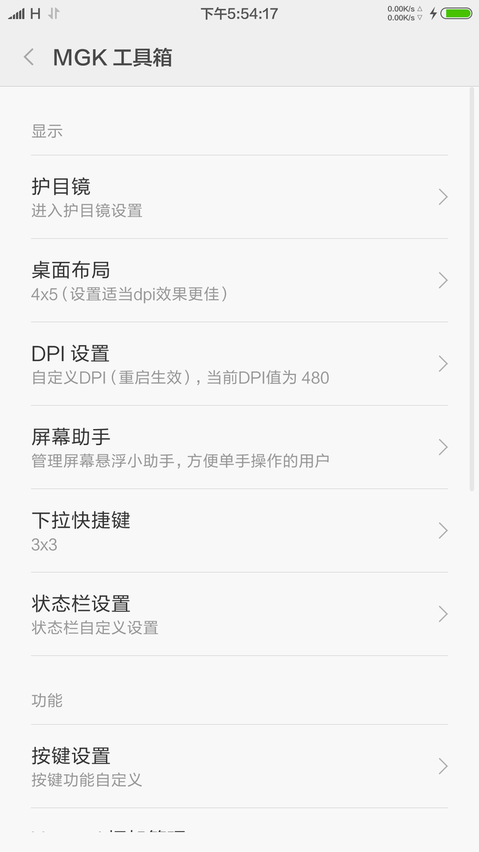 H 下午5:54:17 0.00K/s △
0.00K/s ▽
MGK 工具箱
显示
护目镜
进入护目镜设置
桌面布局
4x5（设置适当dpi效果更佳）
DPI 设置
自定义DPI（重启生效），当前DPI值为 480
屏幕助手
管理屏幕悬浮小助手，方便单手操作的用户
下拉快捷键
3x3
状态栏设置
状态栏自定义设置
功能
按键设置
按键功能自定义